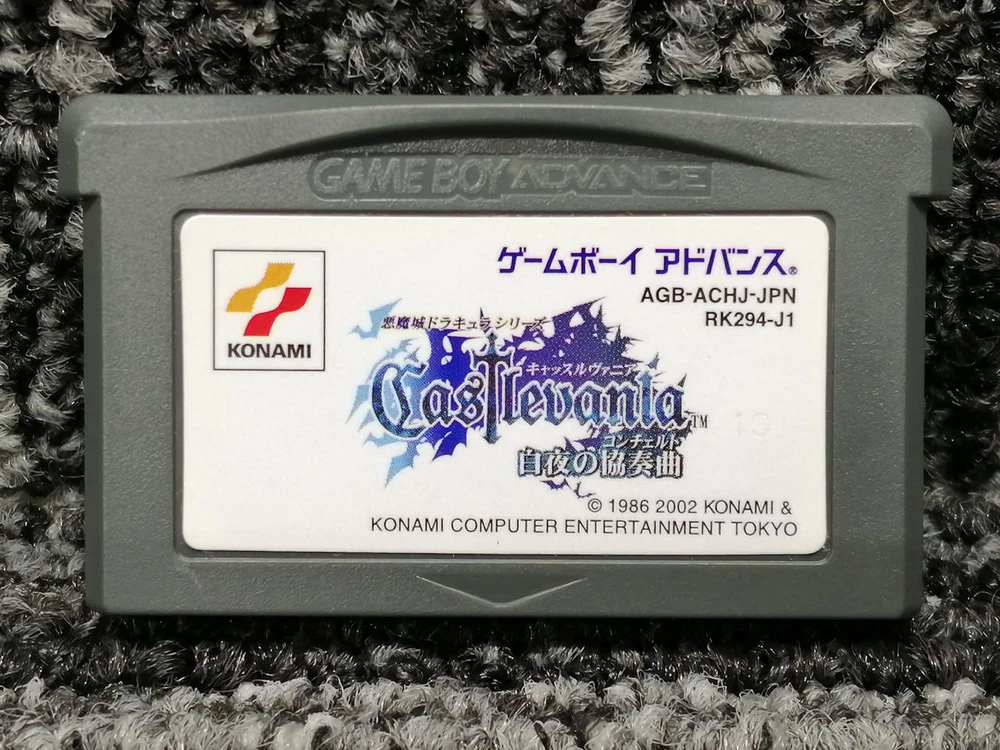 GAME BOY ADVANCE
KONAMI
ゲームボーイ アドバンス®
AGB-ACHJ-JPN
RK294-J1
悪魔城ドラキュラシリーズ
キャッスルヴァニア
Castlevania™
コンチェルト
白夜の協奏曲
© 1986 2002 KONAMI &
KONAMI COMPUTER ENTERTAINMENT TOKYO